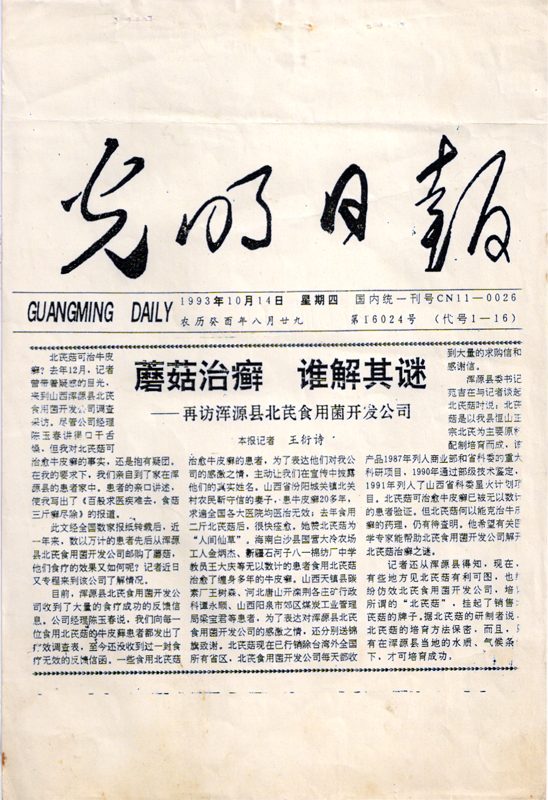 光明日报
GUANGMING DAILY
1993年10月14日 星期四 国内统一刊号CN11—0026
农历癸酉年八月廿九 第16024号 (代号1—16)
蘑菇治癣 谁解其谜
——再访浑源县北芪食用菌开发公司
本报记者 王衍诗
北芪菇可治牛皮
癣?去年12月,记者
曾带着疑惑的目光,
来到山西浑源县北芪
食用菌开发公司调查
采访。尽管公司经理
陈玉春讲得口干舌
燥,但我对北芪菇可
治愈牛皮癣的事实,还是抱有疑团。
在我的要求下,我们亲自到了家在浑
源县的患者家中。患者的亲口讲述,
使我写出了《百般求医疾难去,食菇
三斤癣尽除》的报道。
此文经全国数家报纸转载后,近
一年来,数以万计的患者先后从浑源
县北芪食用菌开发公司邮购了蘑菇,
他们食疗的效果又如何呢?记者近日
又专程来到该公司了解情况。
目前,浑源县北芪食用菌开发公
司收到了大量的食疗成功的反馈信
息。公司经理陈玉春说,我们向每一
位食用北芪菇的牛皮藓患者都发出了
疗效调查表,至今还没收到过一封食
疗无效的反馈信函。一些食用北芪菇
治愈牛皮癣的患者,为了表达他们对我公
司的感激之情,主动让我们在宣传中披露
他们的真实姓名。山西省汾阳城关镇北关
村农民靳守信的妻子,患牛皮癣20多年,
求遍全国各大医院均医治无效;去年食用
二斤北芪菇后,很快痊愈。她赞北芪菇为
“人间仙草”。海南白沙县国营大冷农场
工人金炳杰、新疆石河子八一棉纺厂中学
教员王大庆等无以数计的患者食用北芪菇
治愈了缠身多年的牛皮癣。山西天镇县碳
素厂王树森、河北唐山开滦荆各庄矿行政
科谭永顺、山西阳泉市郊区煤炭工业管理
局梁宝君等患者,为了表达对浑源县北芪
食用菌开发公司的感激之情,还分别送锦
旗致谢。北芪菇现在已行销除台湾外全国
所有省区,北芪食用菌开发公司每天都收
到大量的求购信和
感谢信。
浑源县委书记
范吉在与记者谈起
北芪菇时说:北芪
菇是以我县恒山正
宗北芪为主要原料
配制培育而成,该
产品1987年列入商业部和省科委的重大
科研项目,1990年通过部级技术鉴定,
1991年列入了山西省科委星火计划项
目。北芪菇可治愈牛皮癣已被无以数计
的患者验证。但北芪菇何以能克治牛皮
癣的药理,仍有待查明。他希望有关医
学专家能帮助北芪食用菌开发公司解开
北芪菇治癣之谜。
记者还从浑源县得知,现在,
有些地方见北芪菇有利可图,也
纷仿效北芪食用菌开发公司,培
所谓的“北芪菇”,挂起了销售
芪菇的牌子。据北芪菇的研制者说,
北芪菇的培育方法保密,而且,
有在浑源县当地的水质、气候条
下,才可培育成功。